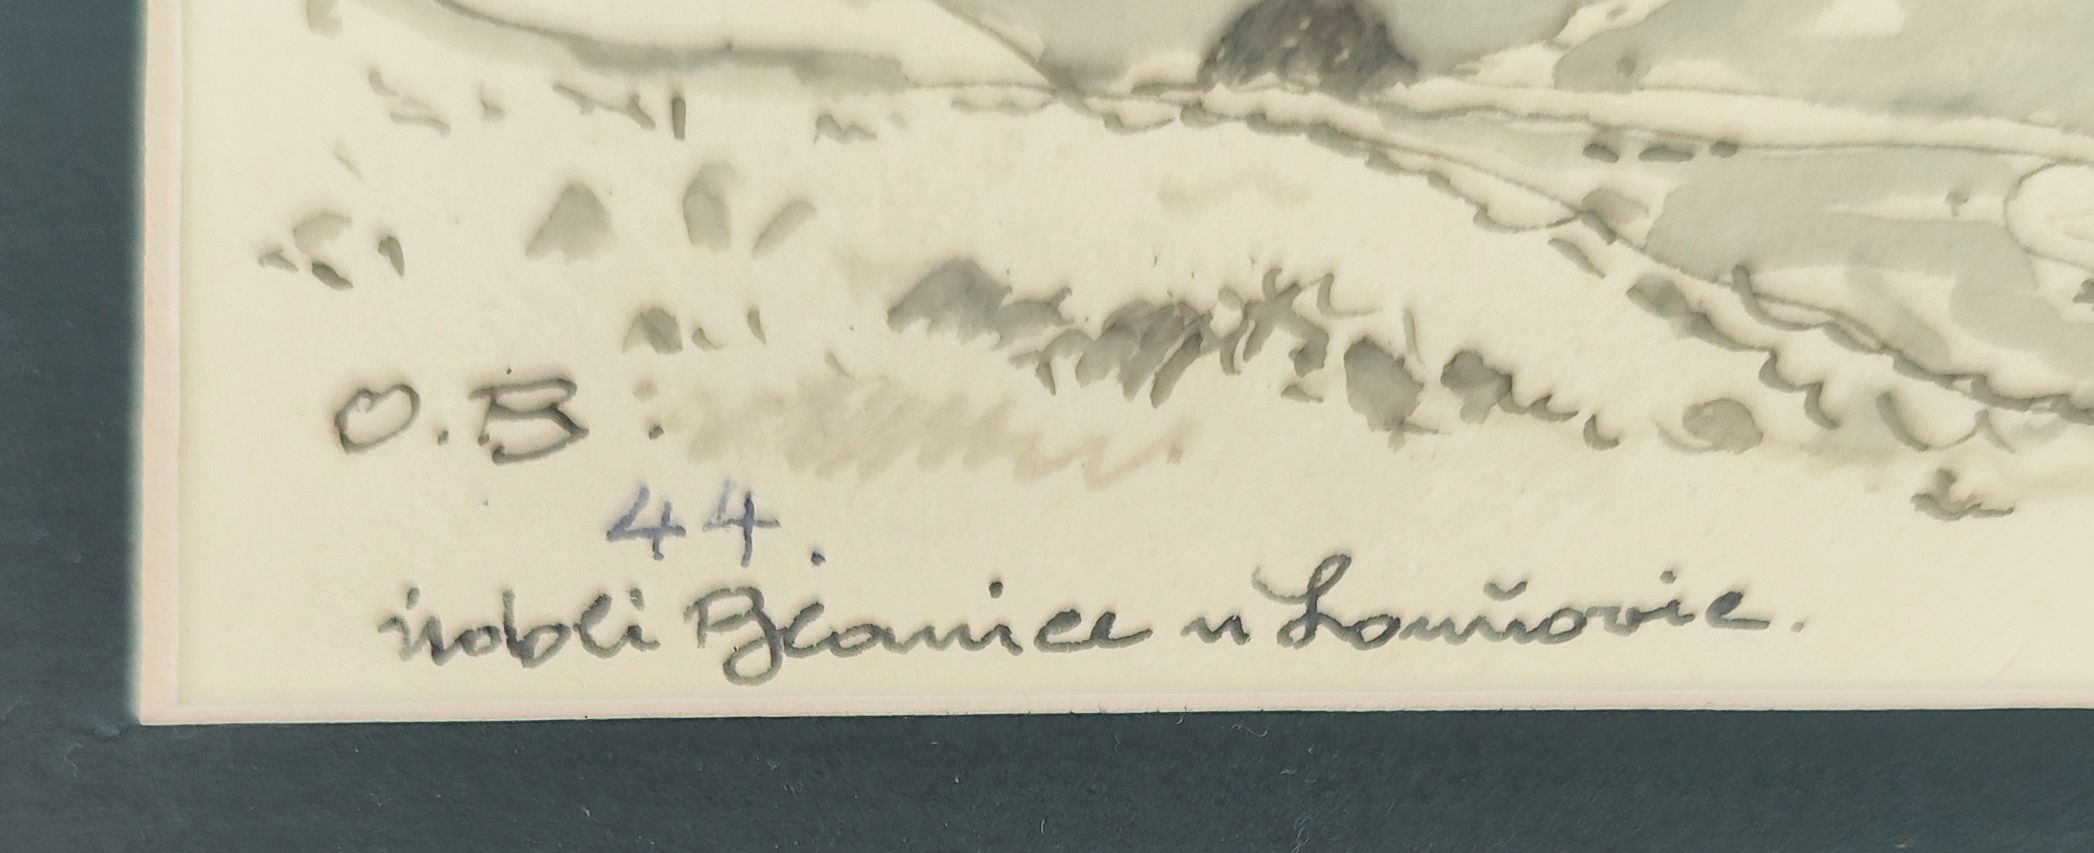 O.B.
44.
údolí Blanice u Louňovic.